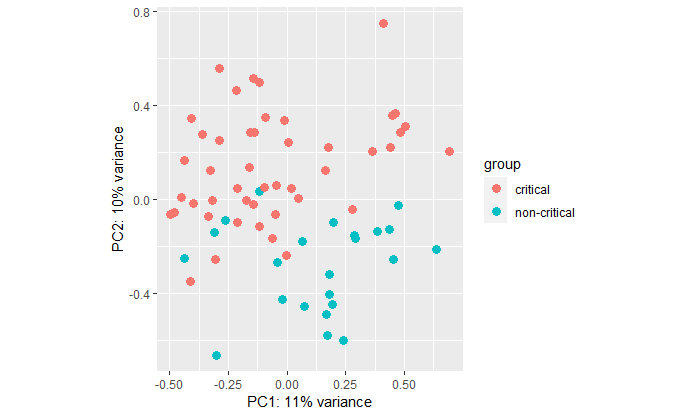 0.8
0.4
0.0
-0.4
PC2: 10% variance
-0.50
-0.25
0.00
0.25
0.50
PC1: 11% variance
group
critical
non-critical